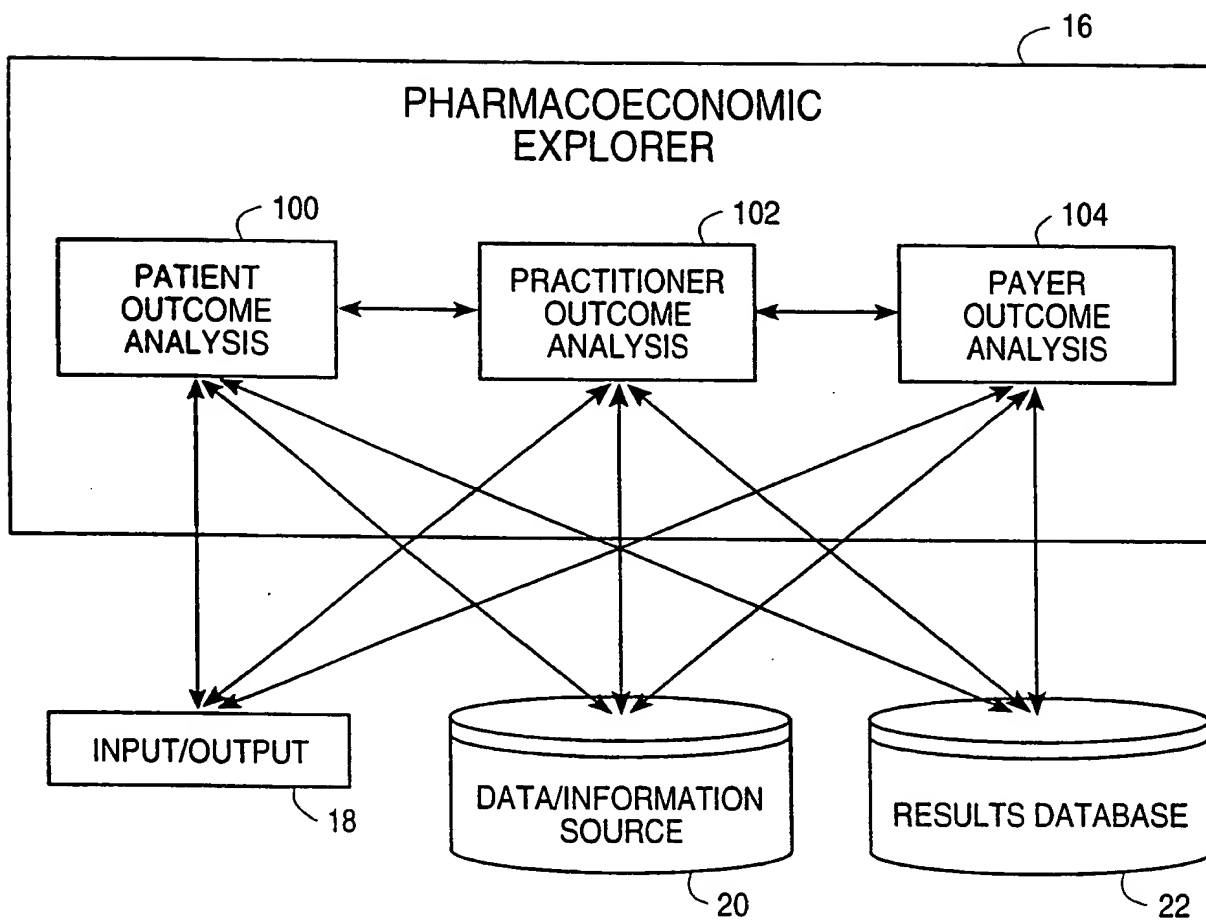 16
PHARMACOECONOMIC
EXPLORER
100
102
104
PATIENT
OUTCOME
ANALYSIS
PRACTITIONER
OUTCOME
ANALYSIS
PAYER
OUTCOME
ANALYSIS
INPUT/OUTPUT
18
DATA/INFORMATION
SOURCE
20
RESULTS DATABASE
22